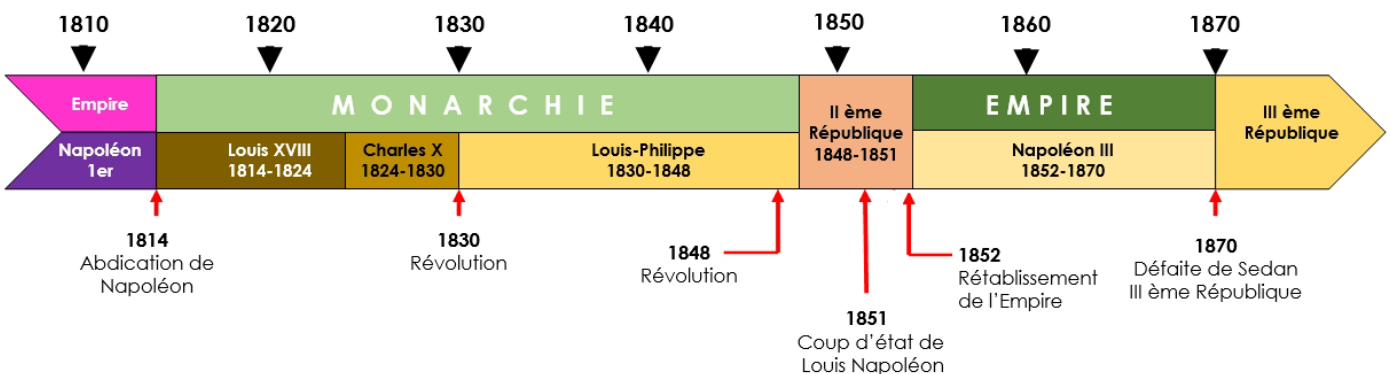 1810 1820 1830 1840 1850 1860 1870
Empire
MONARCHIE
II ème
République
1848-1851
EMPIRE
III ème
République
Napoléon
1er
Louis XVIII
1814-1824
Charles X
1824-1830
Louis-Philippe
1830-1848
Napoléon III
1852-1870
1814
Abdication de
Napoléon
1830
Révolution
1848
Révolution
1851
Coup d’état de
Louis Napoléon
1852
Rétablissement
de l’Empire
1870
Défaite de Sedan
III ème République